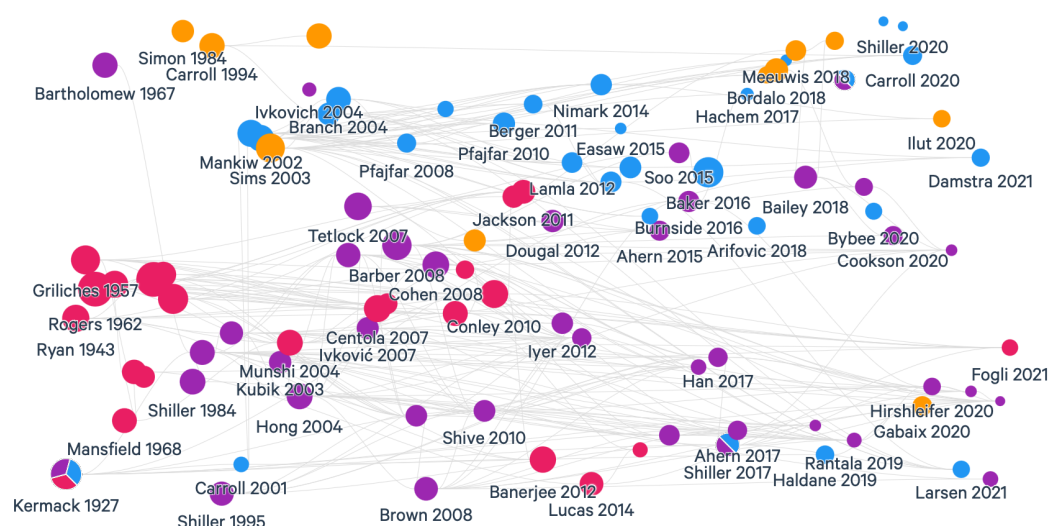 Shiller 2020
Simon 1984
Carroll 1994
Meeuwis 2018
Carroll 2020
Bartholomew 1967
Bordalo 2018
Ivkovich 2004
Nimark 2014
Hachem 2017
Branch 2004
Berger 2011
Ilut 2020
Easaw 2015
Pfajfar 2010
Mankiw 2002
Pfajfar 2008
Sims 2003
Soo 2015
Damstra 2021
Lamla 2012
Baker 2016
Bailey 2018
Jackson 2011
Burnside 2016
Tetlock 2007
Bybee 2020
Dougal 2012
Ahern 2015
Arifovic 2018
Cookson 2020
Barber 2008
Griliches 1957
Cohen 2008
Rogers 1962
Conley 2010
Centola 2007
Ryan 1943
Iyer 2012
Ivković 2007
Munshi 2004
Fogli 2021
Han 2017
Kubik 2003
Shiller 1984
Hirshleifer 2020
Hong 2004
Gabaix 2020
Shive 2010
Mansfield 1968
Ahern 2017
Rantala 2019
Shiller 2017
Haldane 2019
Carroll 2001
Banerjee 2012
Larsen 2021
Kermack 1927
Lucas 2014
Brown 2008
Shiller 1995